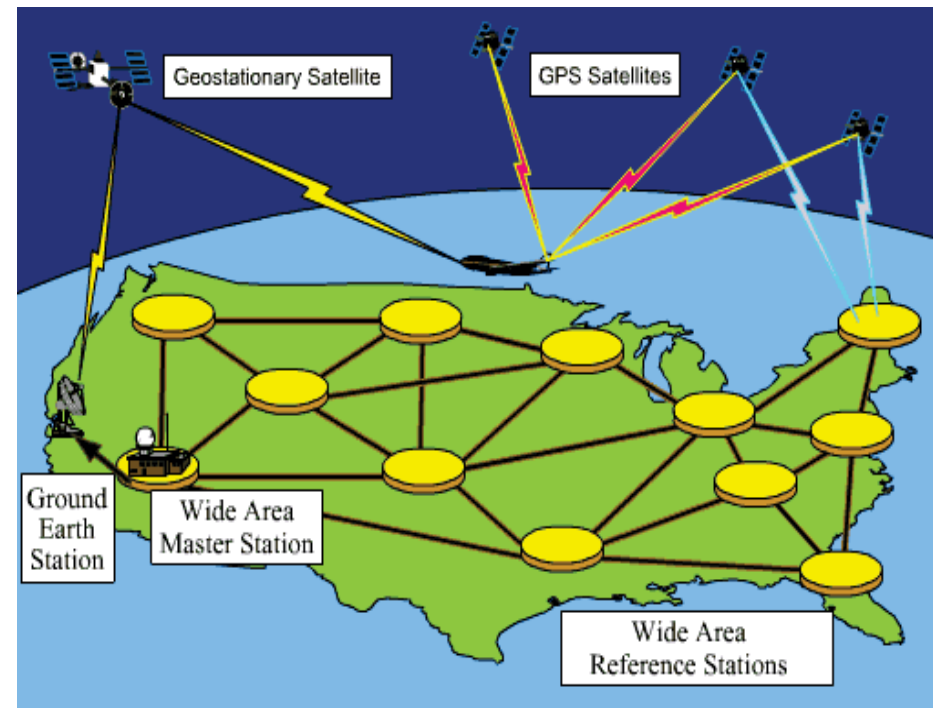 Geostationary Satellite
GPS Satellites
Ground
Earth
Station
Wide Area
Master Station
Wide Area
Reference Stations